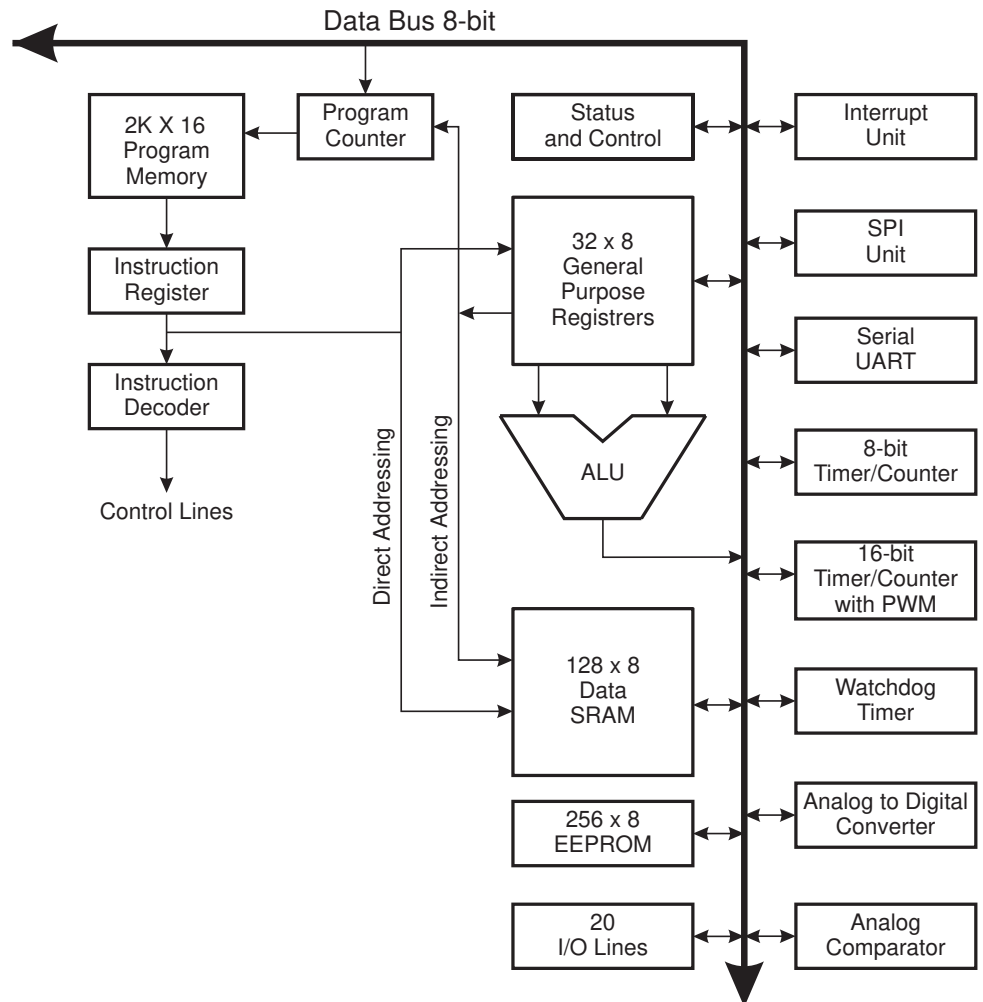 Data Bus 8-bit
2K X 16
Program
Memory
Program
Counter
Status
and Control
Interrupt
Unit
Instruction
Register
32 x 8
General
Purpose
Registrers
SPI
Unit
Serial
UART
Instruction
Decoder
Control Lines
Direct Addressing
Indirect Addressing
ALU
8-bit
Timer/Counter
16-bit
Timer/Counter
with PWM
128 x 8
Data
SRAM
Watchdog
Timer
256 x 8
EEPROM
Analog to Digital
Converter
20
I/O Lines
Analog
Comparator